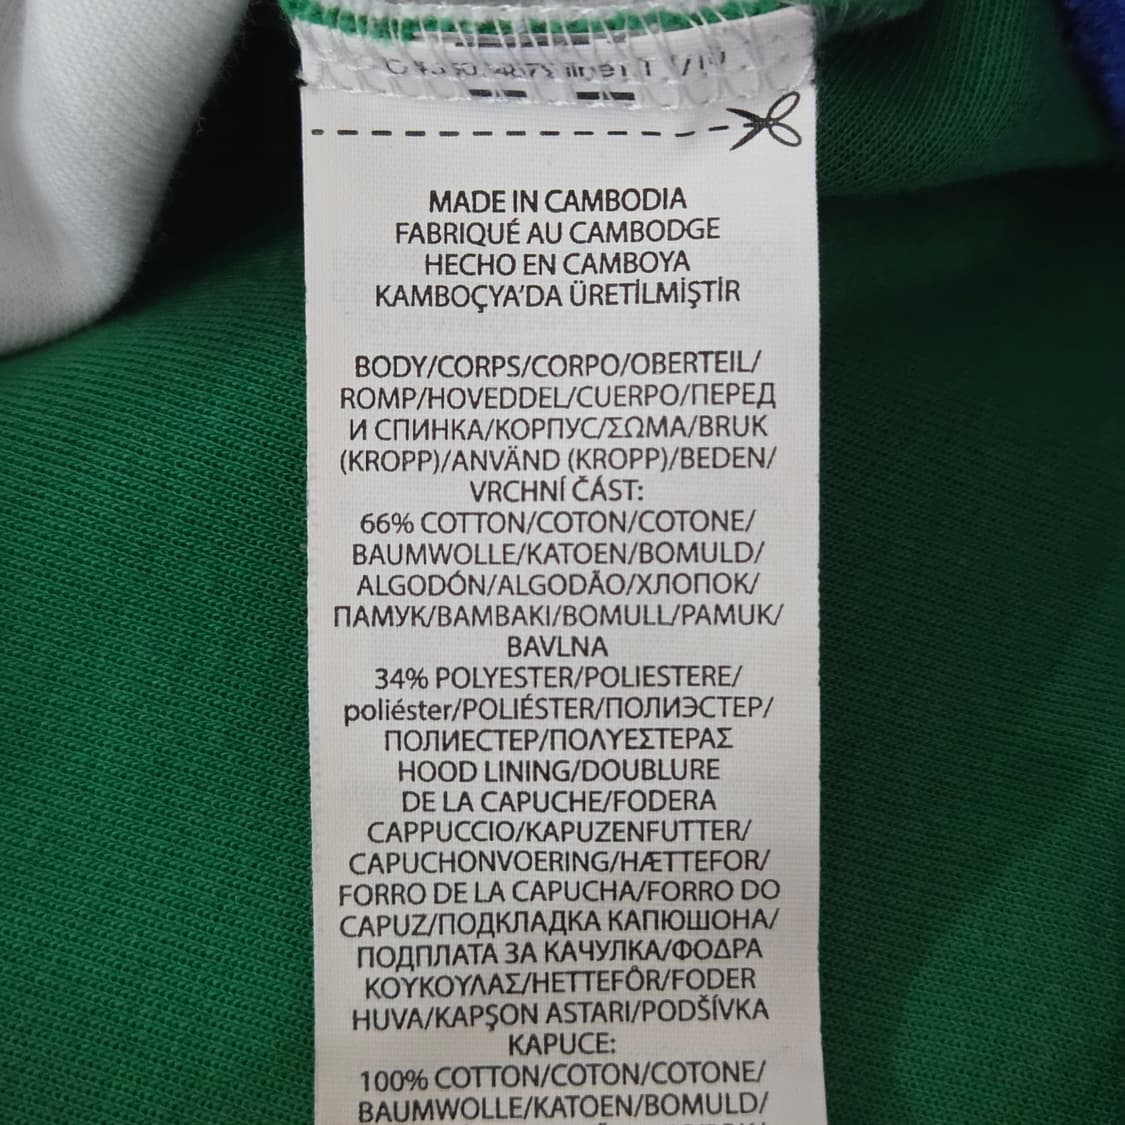 MADE IN CAMBODIA
FABRIQUÉ AU CAMBODGE
HECHO EN CAMBOYA
KAMBOÇYA'DA ÜRETİLMİŞTİR
BODY/CORPS/CORPO/OBERTEIL/
ROMP/HOVEDDEL/CUERPO/ПЕРЕД
И СПИНКА/КОРПУС/ΣΩΜΑ/BRUK
(KROPP)/ANVÄND (KROPP)/BEDEN/
VRCHNÍ ČÁST:
66% COTTON/COTON/COTONE/
BAUMWOLLE/KATOEN/BOMULD/
ALGODÓN/ALGODÃO/ХЛОПОК/
ПАМУК/BAMBAKI/BOMULL/PAMUK/
BAVLNA
34% POLYESTER/POLIESTERE/
poliéster/POLIÉSTER/ПОЛИЭСТЕР/
ПОЛИЕСТЕР/ΠΟΛΥΕΣΤΕΡΑΣ
HOOD LINING/DOUBLURE
DE LA CAPUCHE/FODERA
CAPPUCCIO/KAPUZENFUTTER/
CAPUCHONVOERING/HÆTTEFOR/
FORRO DE LA CAPUCHA/FORRO DO
CAPUZ/ПОДКЛАДКА КАПЮШОНА/
ПОДПЛАТА ЗА КАЧУЛКА/ΦΟΔΡΑ
ΚΟΥΚΟΥΛΑΣ/HETTEFÔR/FODER
HUVA/KAPŞON ASTARI/PODŠÍVKA
KAPUCE:
100% COTTON/COTON/COTONE/
BAUMWOLLE/KATOEN/BOMULD/